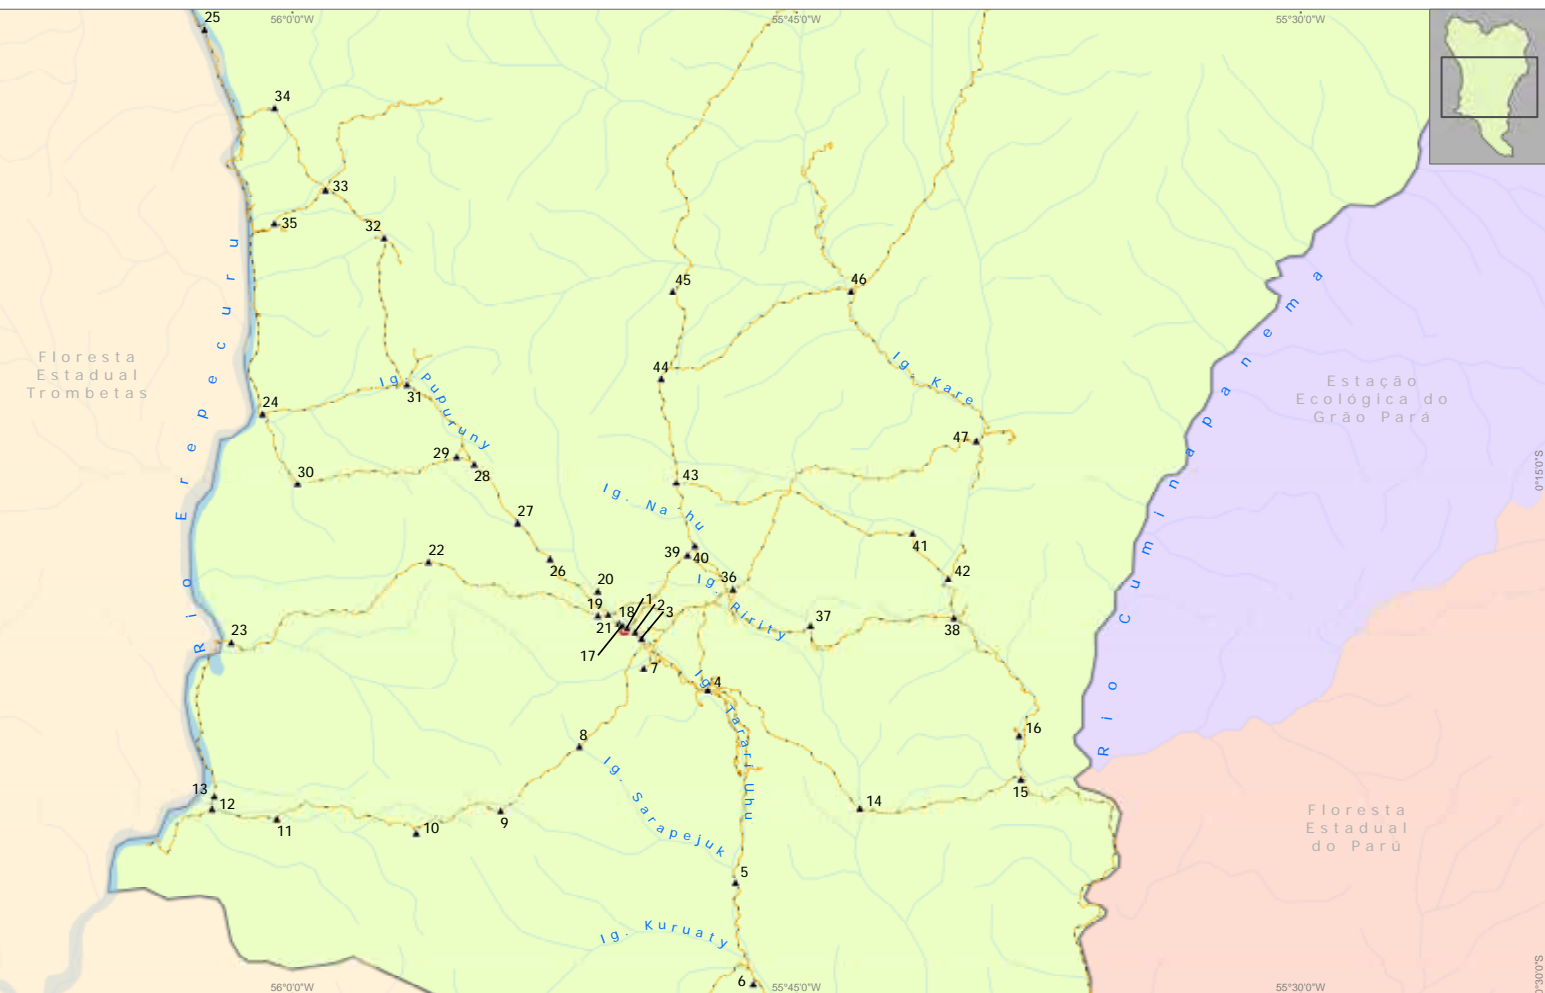 56°0'0"W
55°45'0"W
55°30'0"W
25
34
33
35
32
45
46
Rio Erepecuru
Floresta
Estadual
Trombetas
Estação
Ecológica do
Grão Pará
Rio Cuminapanema
44
Ig. Kare
Ig. Pupuruny
31
24
47
29
28
30
43
0°15'0"S
Ig. Na-hu
27
41
22
39
40
26
42
36
20
Ig. Pirity
1
2
3
19
18
21
37
38
23
17
7
4
Ig. Tarari Uhu
8
16
Ig. Sarapejuk
13
12
14
15
11
10
9
Floresta
Estadual
do Parú
5
Ig. Kuruaty
6
0°30'0"S
56°0'0"W
55°45'0"W
55°30'0"W